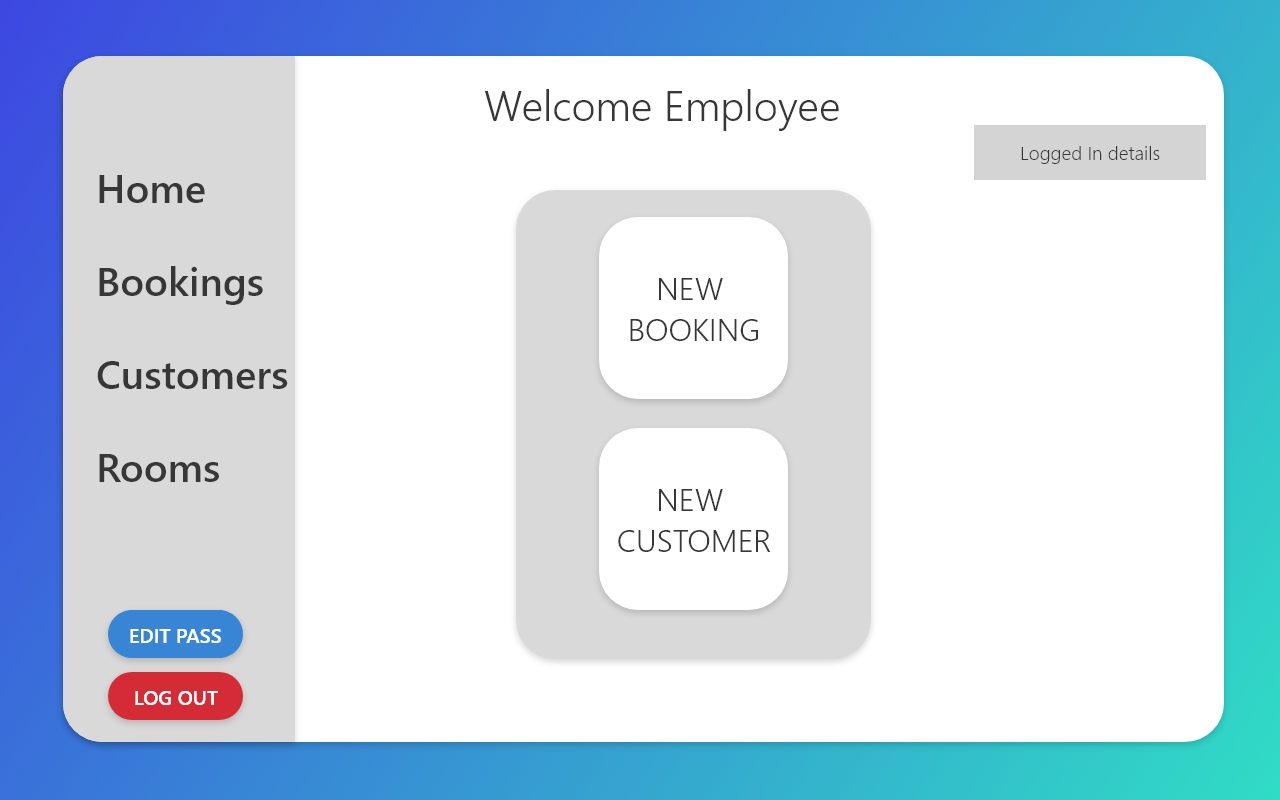 Welcome Employee
Logged In details
Home
Bookings
Customers
Rooms
EDIT PASS
LOG OUT
NEW
BOOKING
NEW
CUSTOMER